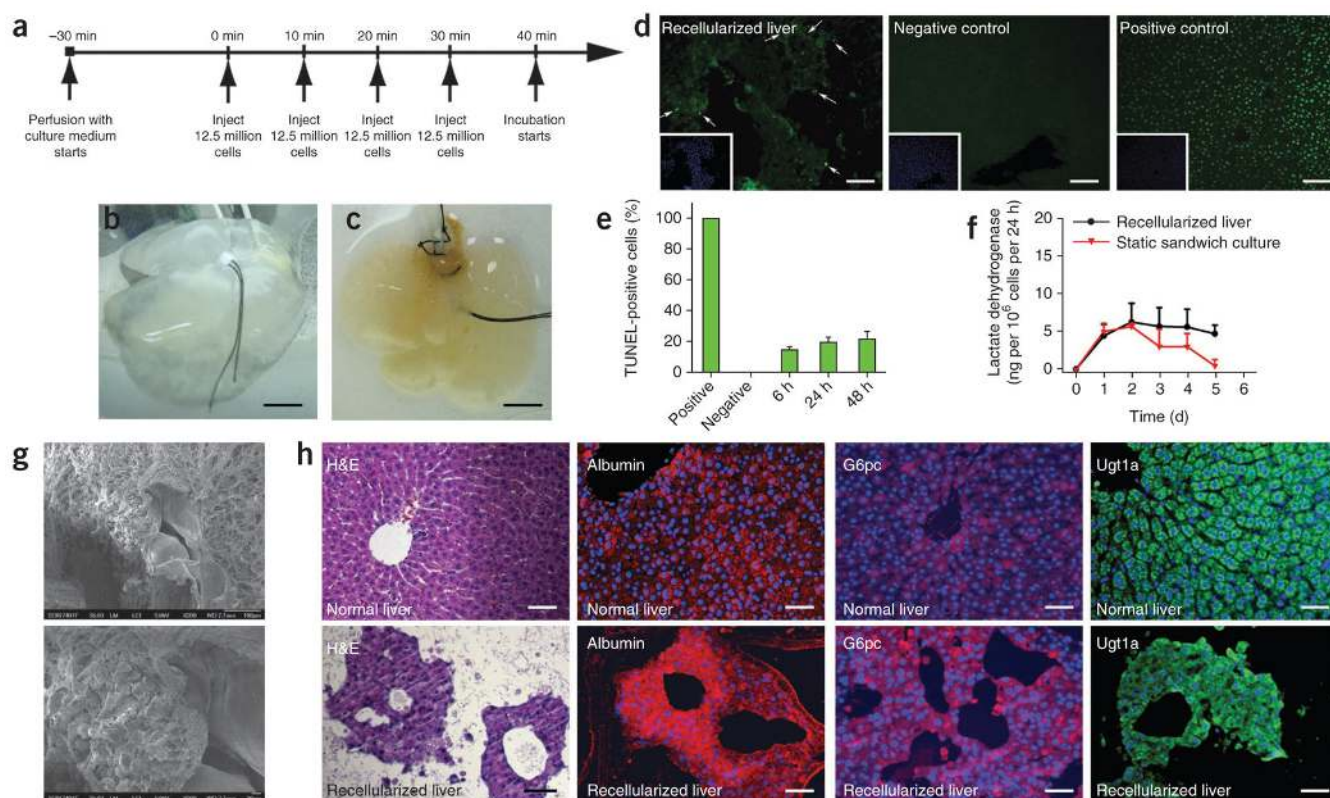 a
–30 min
0 min
10 min
20 min
30 min
40 min
Perfusion with
culture medium
starts
Inject
12.5 million
cells
Inject
12.5 million
cells
Inject
12.5 million
cells
Inject
12.5 million
cells
Incubation
starts
b
c
d
Recellularized liver
Negative control
Positive control
e
TUNEL-positive cells (%)
100
80
60
40
20
0
Positive
Negative
6 h
24 h
48 h
f
Lactate dehydrogenase
(ng per 10⁶ cells per 24 h)
20
15
10
5
0
Recellularized liver
Static sandwich culture
0
1
2
3
4
5
6
Time (d)
g
h
H&E
Normal liver
Albumin
Normal liver
G6pc
Normal liver
Ugt1a
Normal liver
H&E
Recellularized liver
Albumin
Recellularized liver
G6pc
Recellularized liver
Ugt1a
Recellularized liver